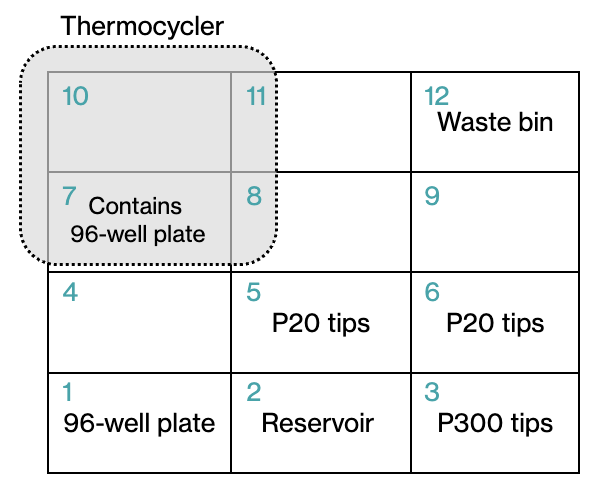 Thermocycler
10
11
12
Waste bin
7
Contains
96-well plate
8
9
4
5
P20 tips
6
P20 tips
1
96-well plate
2
Reservoir
3
P300 tips